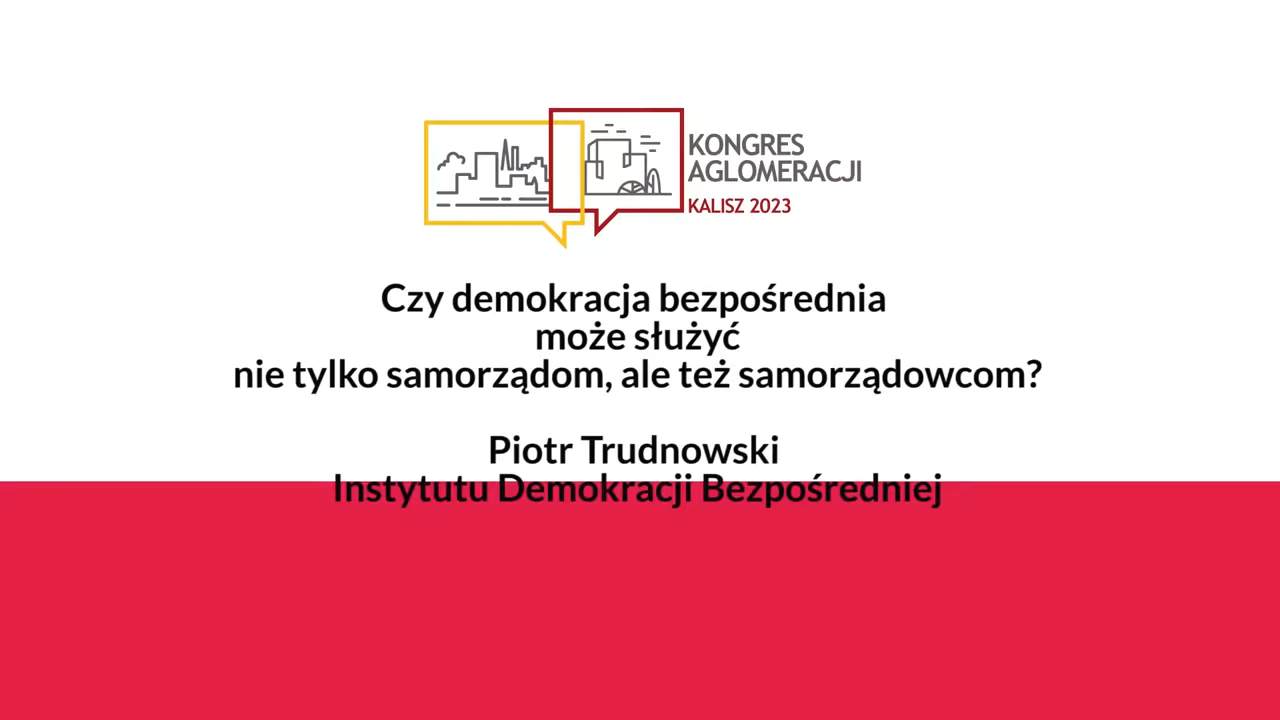 KONGRES
AGLOMERACJI
KALISZ 2023
Czy demokracja bezpośrednia
może służyć
nie tylko samorządom, ale też samorządowcom?
Piotr Trudnowski
Instytutu Demokracji Bezpośredniej